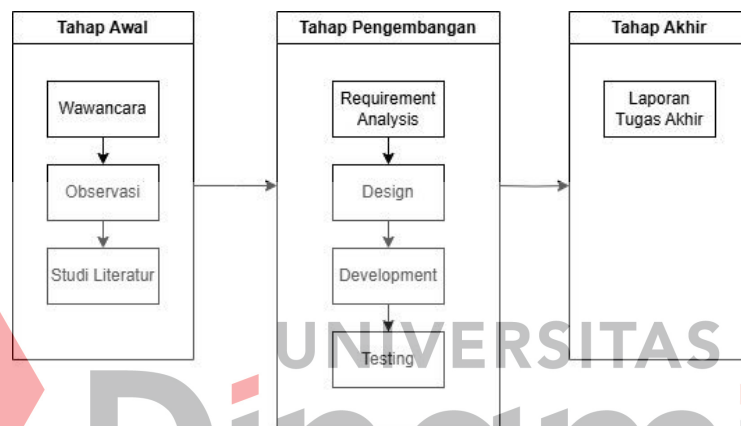 Tahap Awal
Wawancara
Observasi
Studi Literatur
Tahap Pengembangan
Requirement
Analysis
Design
Development
Testing
Tahap Akhir
Laporan
Tugas Akhir
UNIVERSITAS